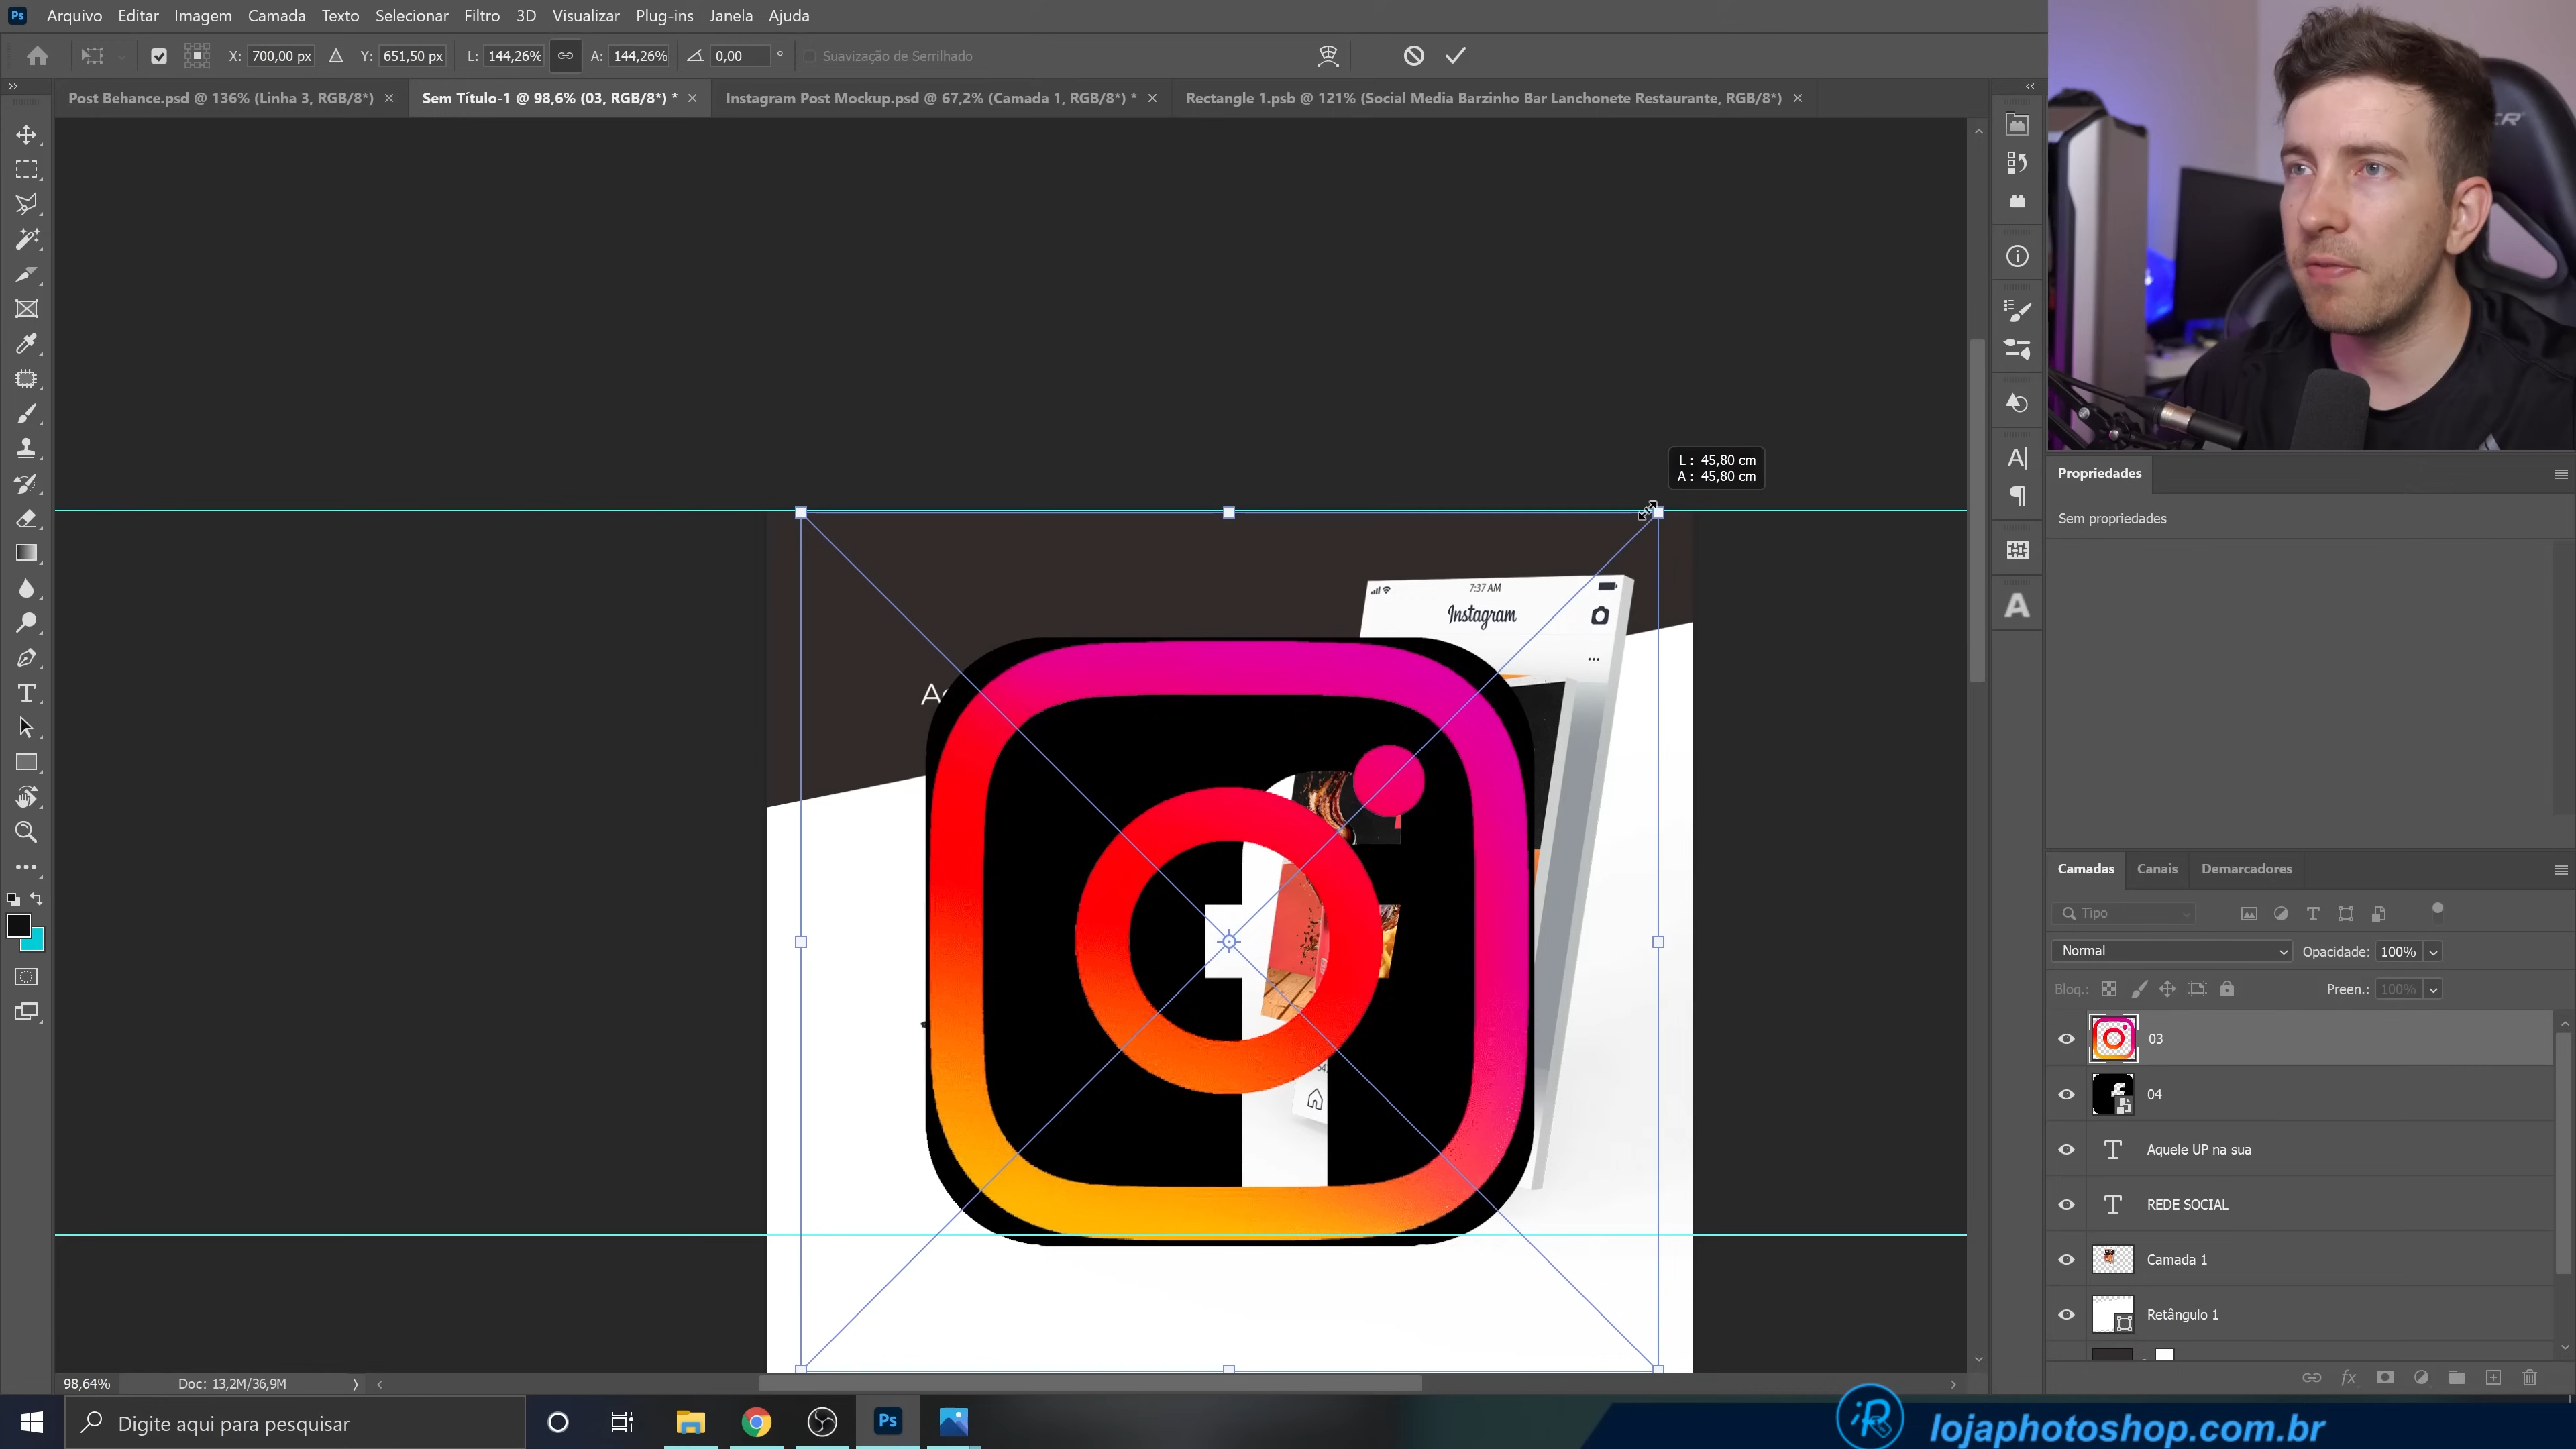 Ps Arquivo Editar Imagem Camada Texto Selecionar Filtro 3D Visualizar Plug-ins Janela Ajuda
X: 700,00 px Y: 651,50 px L: 144,26% A: 144,26% 0,00 ° Suavização de Serrilhado
Post Behance.psd @ 136% (Linha 3, RGB/8*) × Sem Título-1 @ 98,6% (03, RGB/8*) * × Instagram Post Mockup.psd @ 67,2% (Camada 1, RGB/8*) * × Rectangle 1.psb @ 121% (Social Media Barzinho Bar Lanchonete Restaurante, RGB/8*) ×
L : 45,80 cm
A : 45,80 cm
Propriedades
Sem propriedades
7:37 AM
Instagram
Camadas Canais Demarcadores
Tipo
Normal Opacidade: 100%
Bloq.: Preen.: 100%
03
04
Aquele UP na sua
REDE SOCIAL
Camada 1
Retângulo 1
98,64% Doc: 13,2M/36,9M
Digite aqui para pesquisar
Ps
lojaphotoshop.com.br